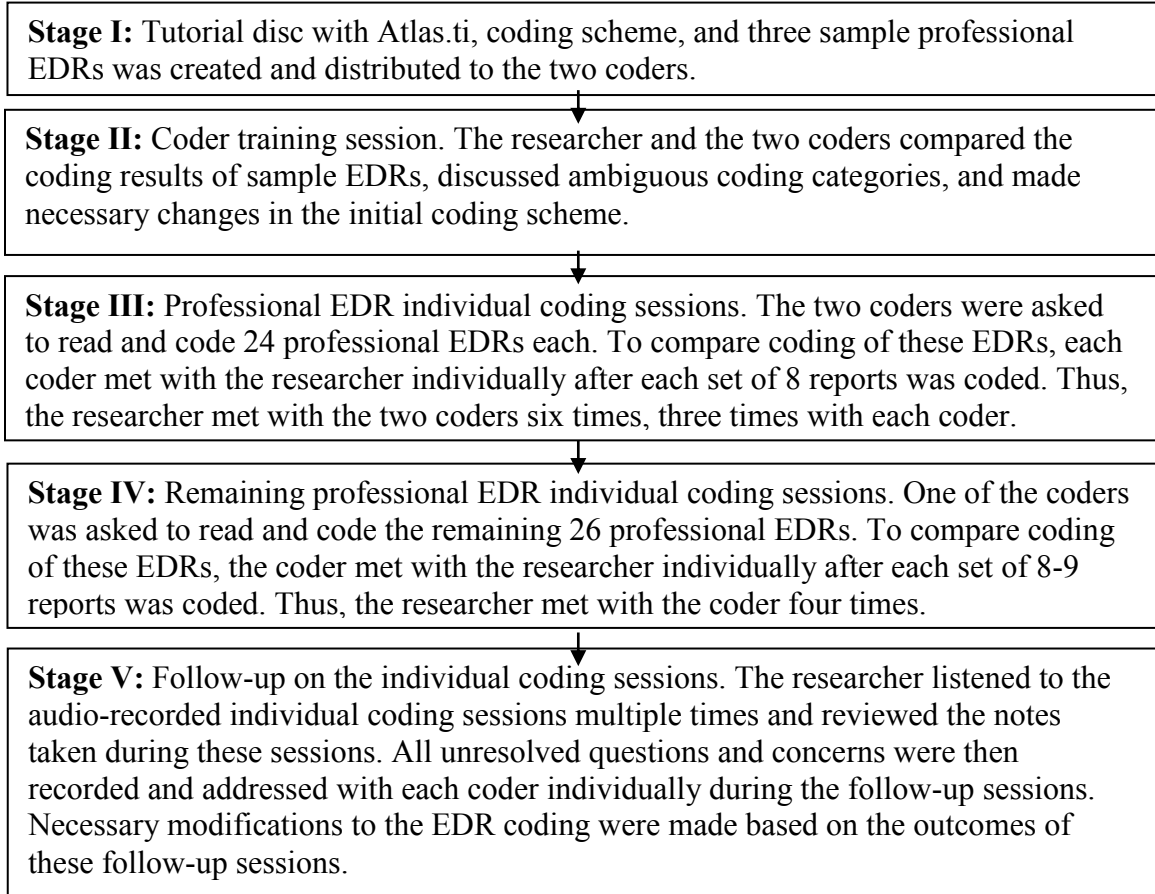 Stage I: Tutorial disc with Atlas.ti, coding scheme, and three sample professional
EDRs was created and distributed to the two coders.
Stage II: Coder training session. The researcher and the two coders compared the
coding results of sample EDRs, discussed ambiguous coding categories, and made
necessary changes in the initial coding scheme.
Stage III: Professional EDR individual coding sessions. The two coders were asked
to read and code 24 professional EDRs each. To compare coding of these EDRs, each
coder met with the researcher individually after each set of 8 reports was coded. Thus,
the researcher met with the two coders six times, three times with each coder.
Stage IV: Remaining professional EDR individual coding sessions. One of the coders
was asked to read and code the remaining 26 professional EDRs. To compare coding
of these EDRs, the coder met with the researcher individually after each set of 8-9
reports was coded. Thus, the researcher met with the coder four times.
Stage V: Follow-up on the individual coding sessions. The researcher listened to the
audio-recorded individual coding sessions multiple times and reviewed the notes
taken during these sessions. All unresolved questions and concerns were then
recorded and addressed with each coder individually during the follow-up sessions.
Necessary modifications to the EDR coding were made based on the outcomes of
these follow-up sessions.